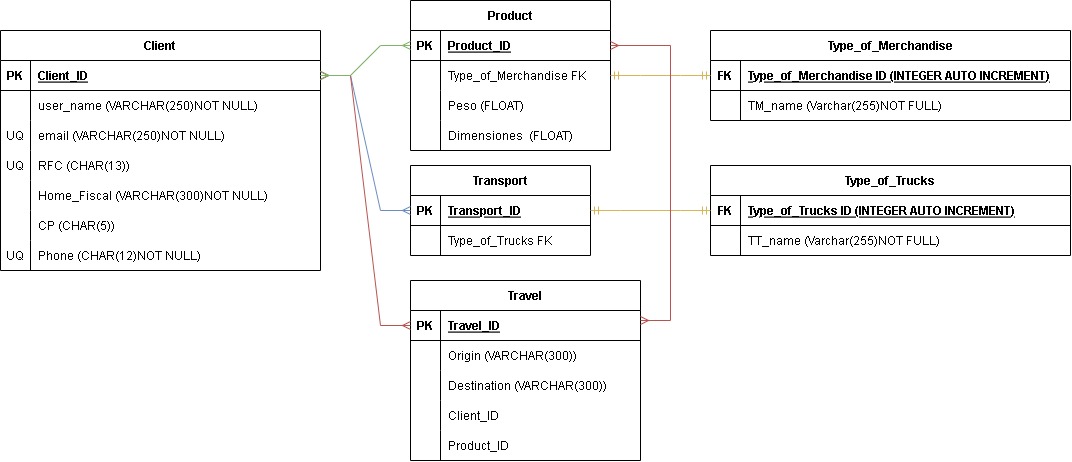 Client
PK Client_ID
user_name (VARCHAR(250)NOT NULL)
UQ email (VARCHAR(250)NOT NULL)
UQ RFC (CHAR(13))
Home_Fiscal (VARCHAR(300)NOT NULL)
CP (CHAR(5))
UQ Phone (CHAR(12)NOT NULL)
Product
PK Product_ID
Type_of_Merchandise FK
Peso (FLOAT)
Dimensiones (FLOAT)
Type_of_Merchandise
FK Type_of_Merchandise ID (INTEGER AUTO INCREMENT)
TM_name (Varchar(255)NOT FULL)
Transport
PK Transport_ID
Type_of_Trucks FK
Type_of_Trucks
FK Type_of_Trucks ID (INTEGER AUTO INCREMENT)
TT_name (Varchar(255)NOT FULL)
Travel
PK Travel_ID
Origin (VARCHAR(300))
Destination (VARCHAR(300))
Client_ID
Product_ID